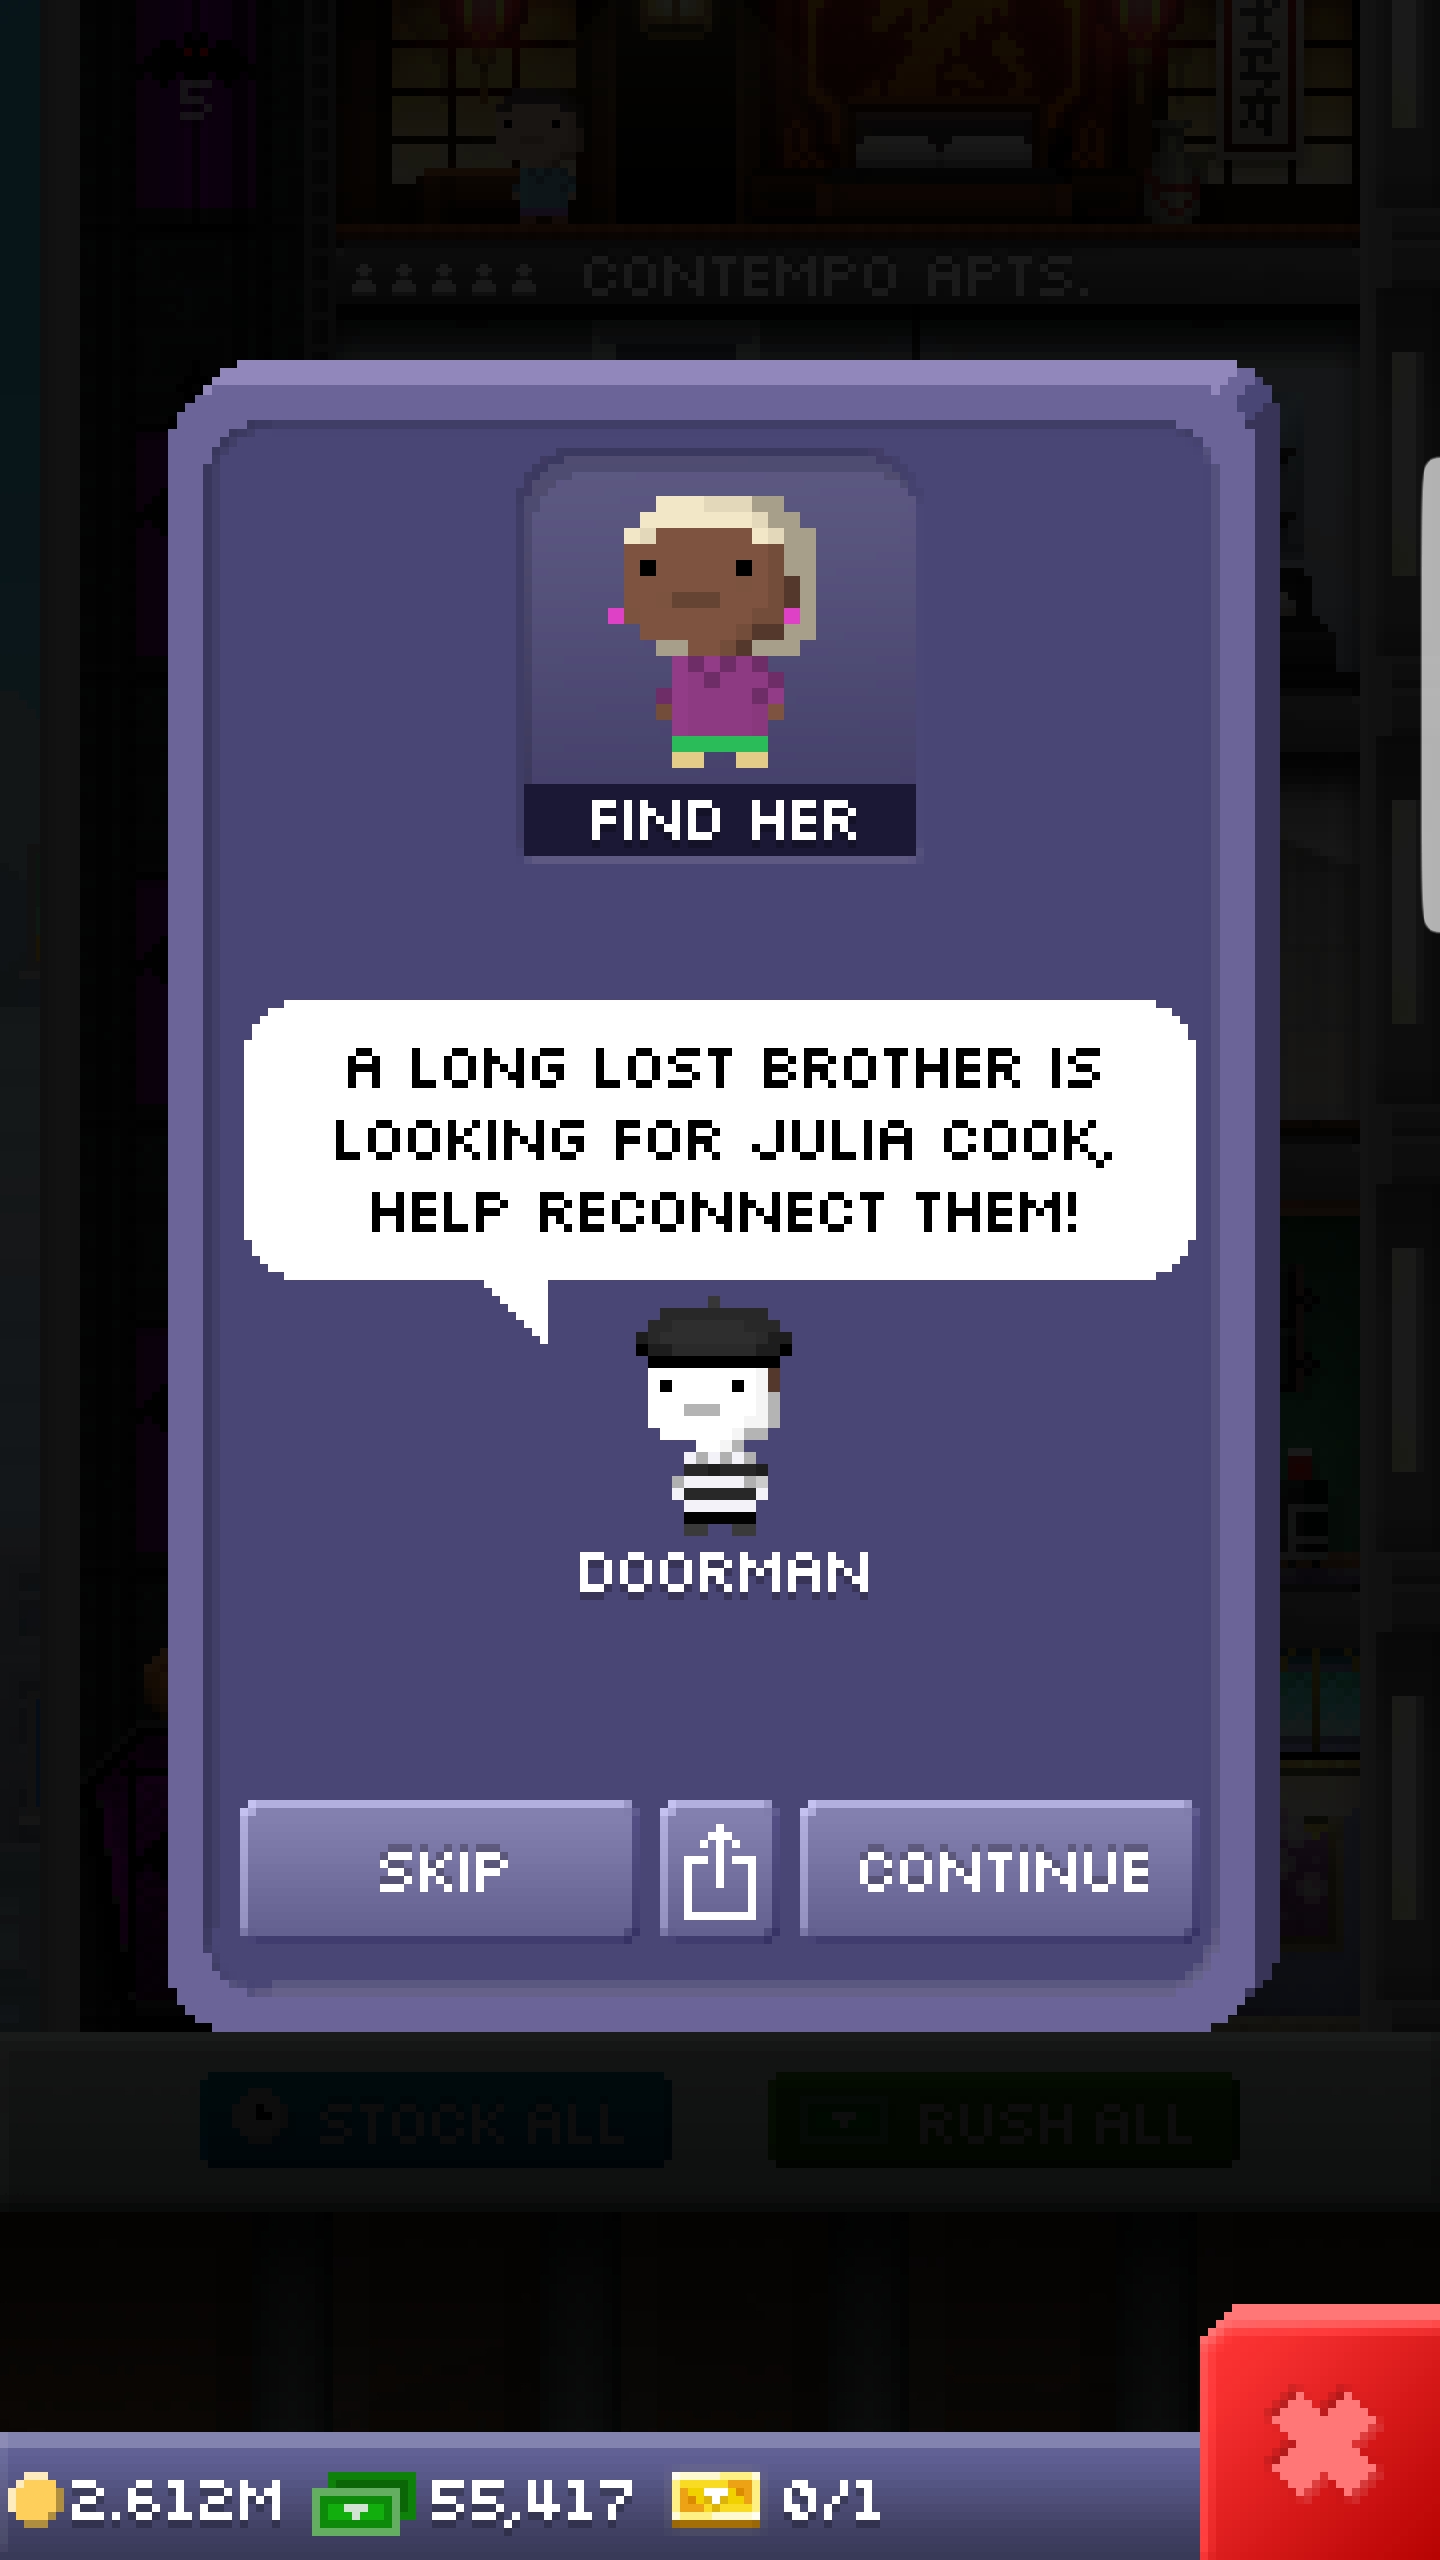 5
CONTEMPO APTS.
FIND HER
A LONG LOST BROTHER IS
LOOKING FOR JULIA COOK,
HELP RECONNECT THEM!
DOORMAN
SKIP
CONTINUE
STOCK ALL
RUSH ALL
2.612M
55,417
0/1